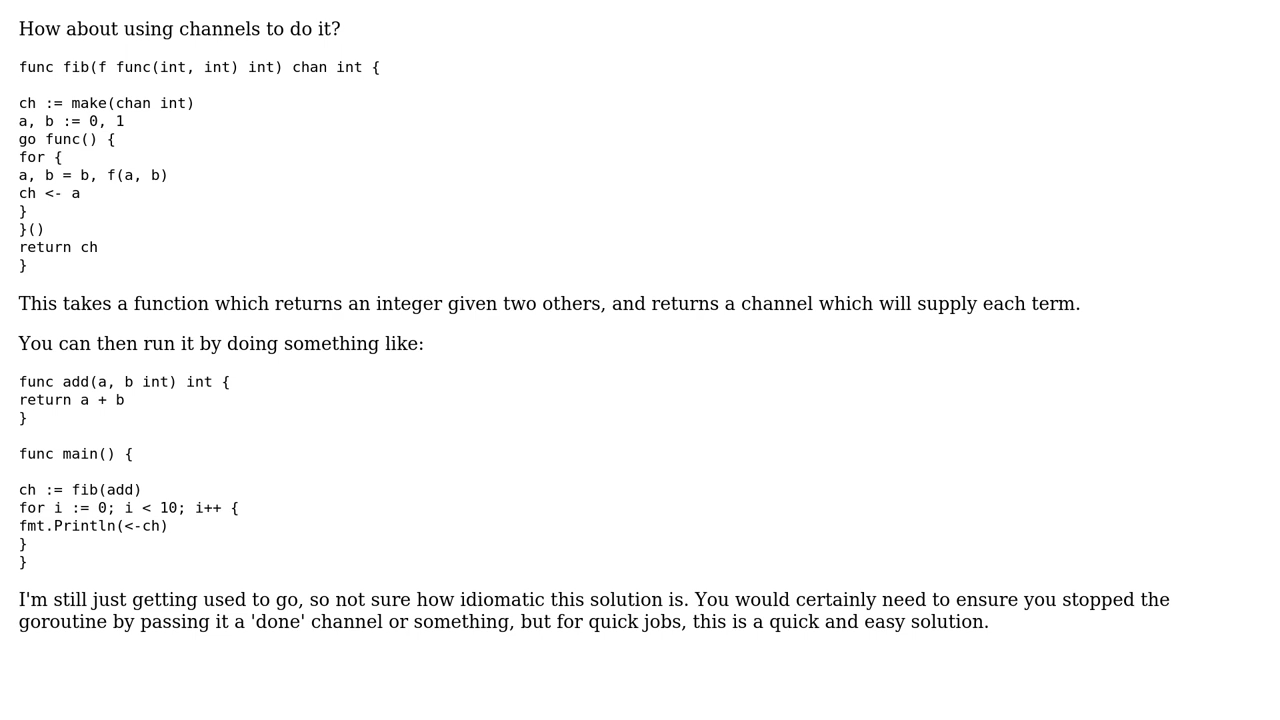 How about using channels to do it?
func fib(f func(int, int) int) chan int {
ch := make(chan int)
a, b := 0, 1
go func() {
for {
a, b = b, f(a, b)
ch <- a
}
}()
return ch
}
This takes a function which returns an integer given two others, and returns a channel which will supply each term.
You can then run it by doing something like:
func add(a, b int) int {
return a + b
}
func main() {
ch := fib(add)
for i := 0; i < 10; i++ {
fmt.Println(<-ch)
}
}
I'm still just getting used to go, so not sure how idiomatic this solution is. You would certainly need to ensure you stopped the
goroutine by passing it a 'done' channel or something, but for quick jobs, this is a quick and easy solution.